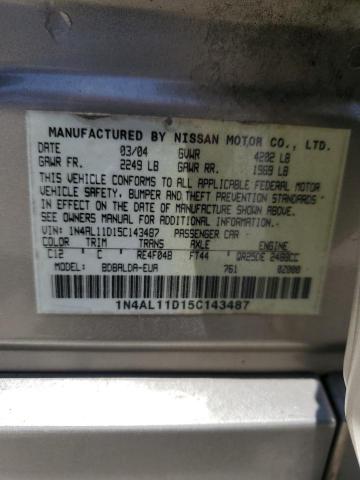 MANUFACTURED BY NISSAN MOTOR CO., LTD.
DATE 03/04 GVWR 4202 LB
GAWR FR. 2249 LB GAWR RR. 1969 LB
THIS VEHICLE CONFORMS TO ALL APPLICABLE FEDERAL MOTOR
VEHICLE SAFETY, BUMPER AND THEFT PREVENTION STANDARDS
IN EFFECT ON THE DATE OF MANUFACTURE SHOWN ABOVE.
SEE OWNERS MANUAL FOR ADDITIONAL INFORMATION
VIN: 1N4AL11D15C143487 PASSENGER CAR
COLOR TRIM TRANS AXLE ENGINE
C12 C RE4F04B FT44 QR25DE 2488CC
MODEL BDBALDA-EUA 761 02000
1N4AL11D15C143487